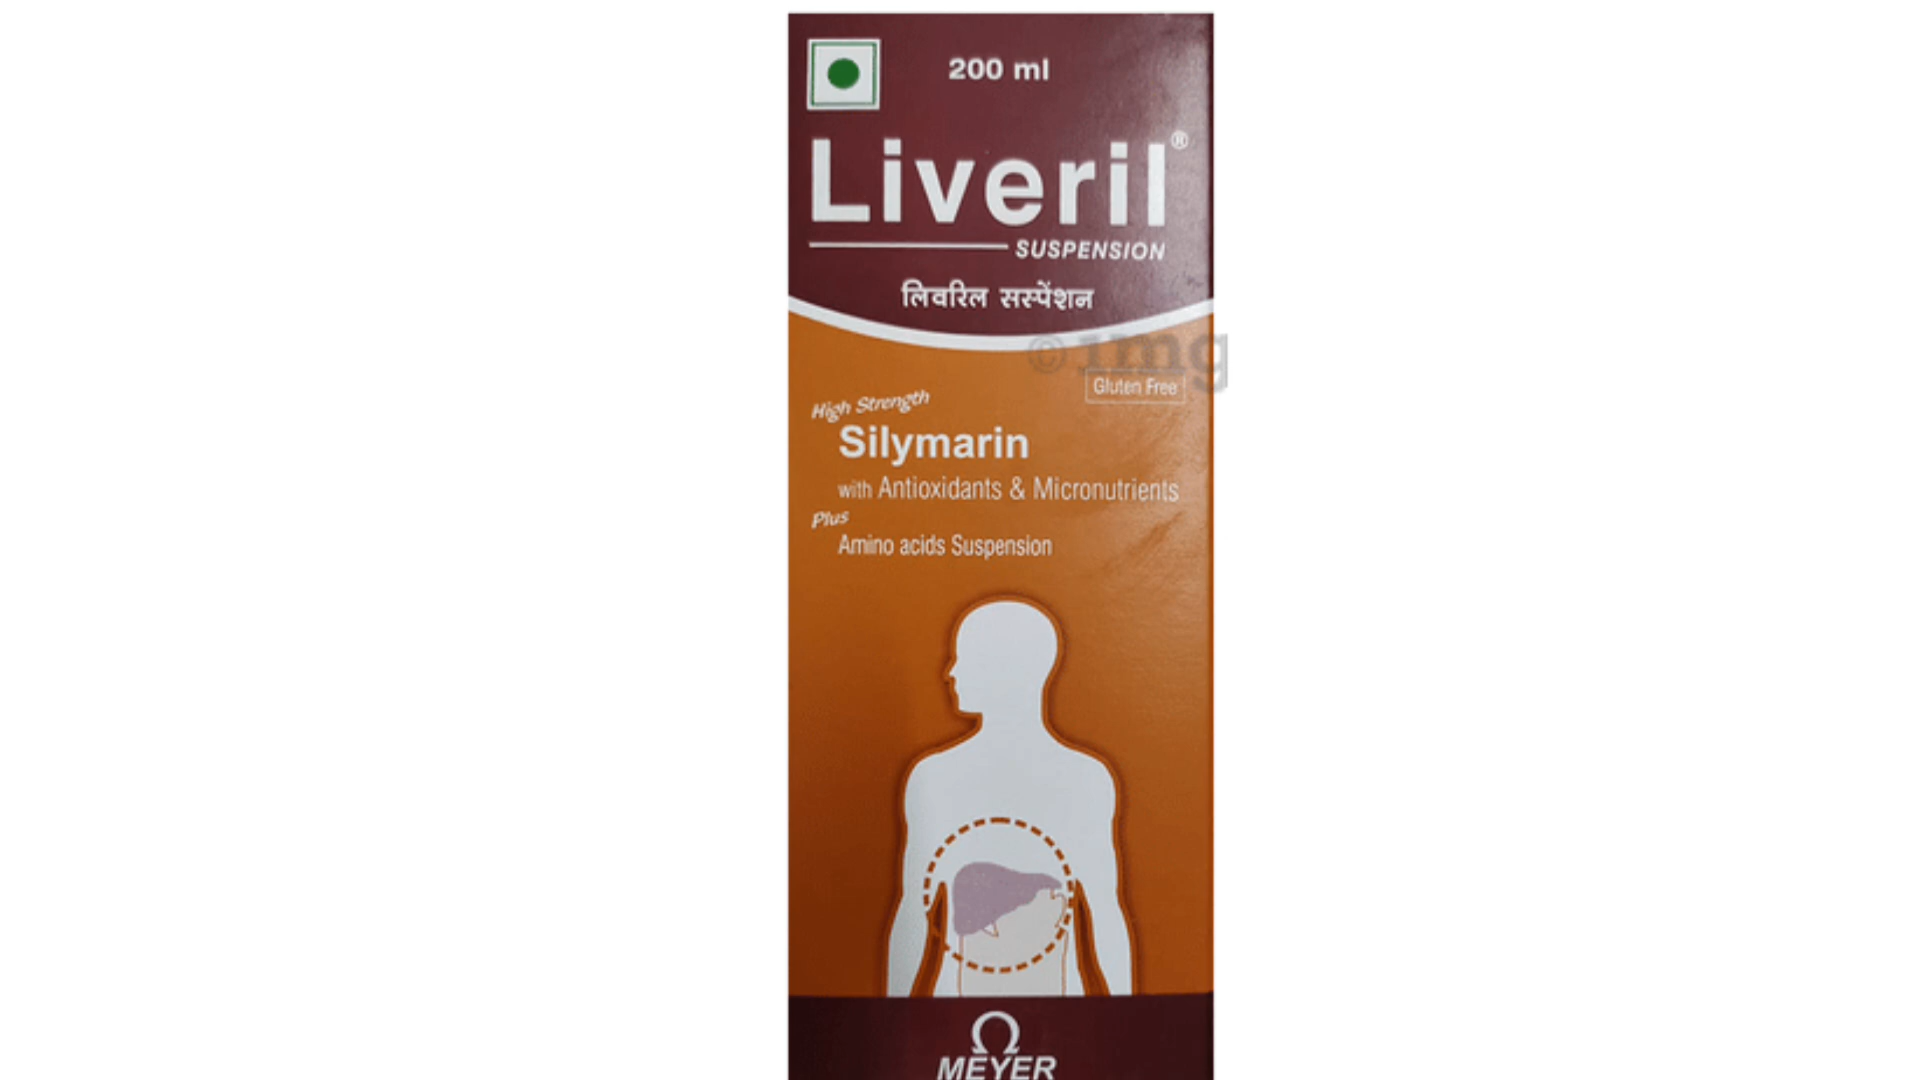 200 ml
Liveril®
SUSPENSION
लिवरिल सस्पेंशन
© 1mg
Gluten Free
High Strength
Silymarin
with Antioxidants & Micronutrients
Plus
Amino acids Suspension
MEYER